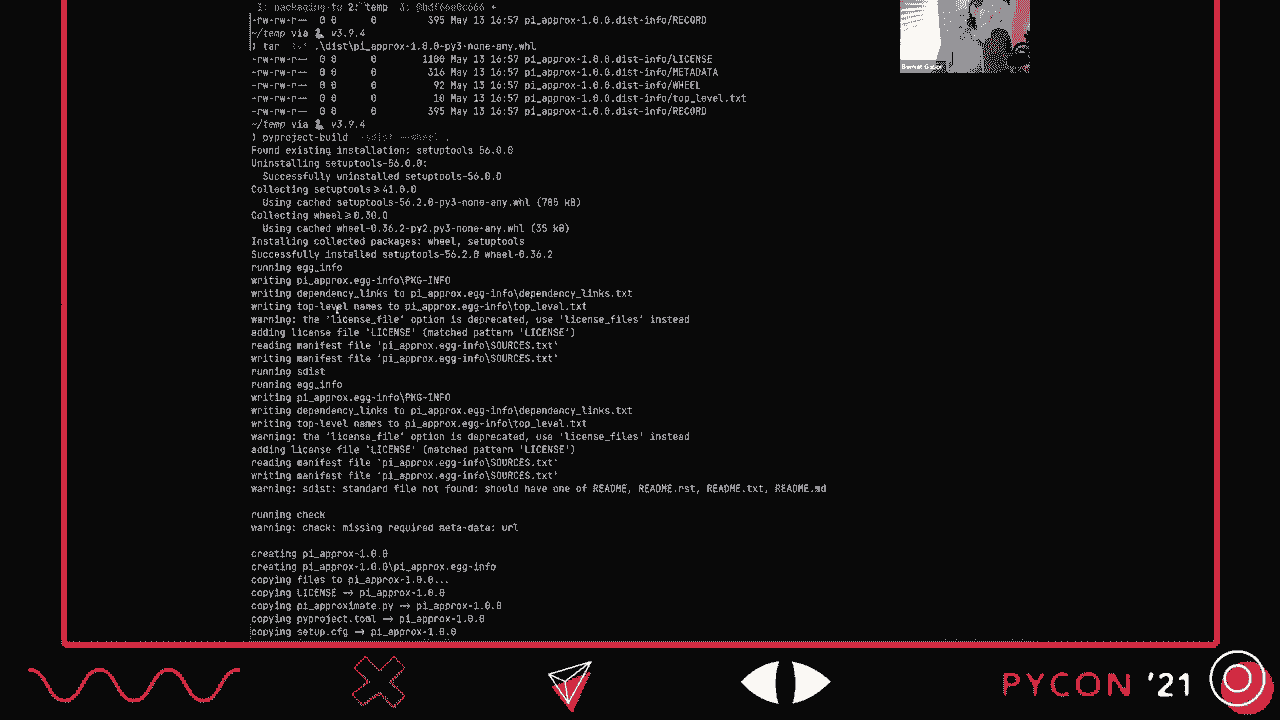 1: packaging to 2: temp
-rw-rw-r-- 0 0 0 395 May 13 16:57 pi_approx-1.0.0.dist-info/RECORD
~/temp via v3.9.4
) tar .\dist\pi_approx-1.0.0-py3-none-any.whl
-rw-rw-r-- 0 0 0 1100 May 13 16:57 pi_approx-1.0.0.dist-info/LICENSE
-rw-rw-r-- 0 0 0 316 May 13 16:57 pi_approx-1.0.0.dist-info/METADATA
-rw-rw-r-- 0 0 0 92 May 13 16:57 pi_approx-1.0.0.dist-info/WHEEL
-rw-rw-r-- 0 0 0 10 May 13 16:57 pi_approx-1.0.0.dist-info/top_level.txt
-rw-rw-r-- 0 0 0 395 May 13 16:57 pi_approx-1.0.0.dist-info/RECORD
~/temp via v3.9.4
) pyproject-build --sdist --wheel .
Found existing installation: setuptools 56.0.0
Uninstalling setuptools-56.0.0:
Successfully uninstalled setuptools-56.0.0
Collecting setuptools≥41.0.0
Using cached setuptools-56.2.0-py3-none-any.whl (785 kB)
Collecting wheel≥0.30.0
Using cached wheel-0.36.2-py2.py3-none-any.whl (35 kB)
Installing collected packages: wheel, setuptools
Successfully installed setuptools-56.2.0 wheel-0.36.2
running egg_info
writing pi_approx.egg-info\PKG-INFO
writing dependency_links to pi_approx.egg-info\dependency_links.txt
writing top-level names to pi_approx.egg-info\top_level.txt
warning: the 'license_file' option is deprecated, use 'license_files' instead
adding license file 'LICENSE' (matched pattern 'LICENSE')
reading manifest file 'pi_approx.egg-info\SOURCES.txt'
writing manifest file 'pi_approx.egg-info\SOURCES.txt'
running sdist
running egg_info
writing pi_approx.egg-info\PKG-INFO
writing dependency_links to pi_approx.egg-info\dependency_links.txt
writing top-level names to pi_approx.egg-info\top_level.txt
warning: the 'license_file' option is deprecated, use 'license_files' instead
adding license file 'LICENSE' (matched pattern 'LICENSE')
reading manifest file 'pi_approx.egg-info\SOURCES.txt'
writing manifest file 'pi_approx.egg-info\SOURCES.txt'
warning: sdist: standard file not found: should have one of README, README.rst, README.txt, README.md
running check
warning: check: missing required meta-data: url
creating pi_approx-1.0.0
creating pi_approx-1.0.0\pi_approx.egg-info
copying files to pi_approx-1.0.0...
copying LICENSE -> pi_approx-1.0.0
copying pi_approximate.py -> pi_approx-1.0.0
copying pyproject.toml -> pi_approx-1.0.0
copying setup.cfg -> pi_approx-1.0.0
PYCON '21